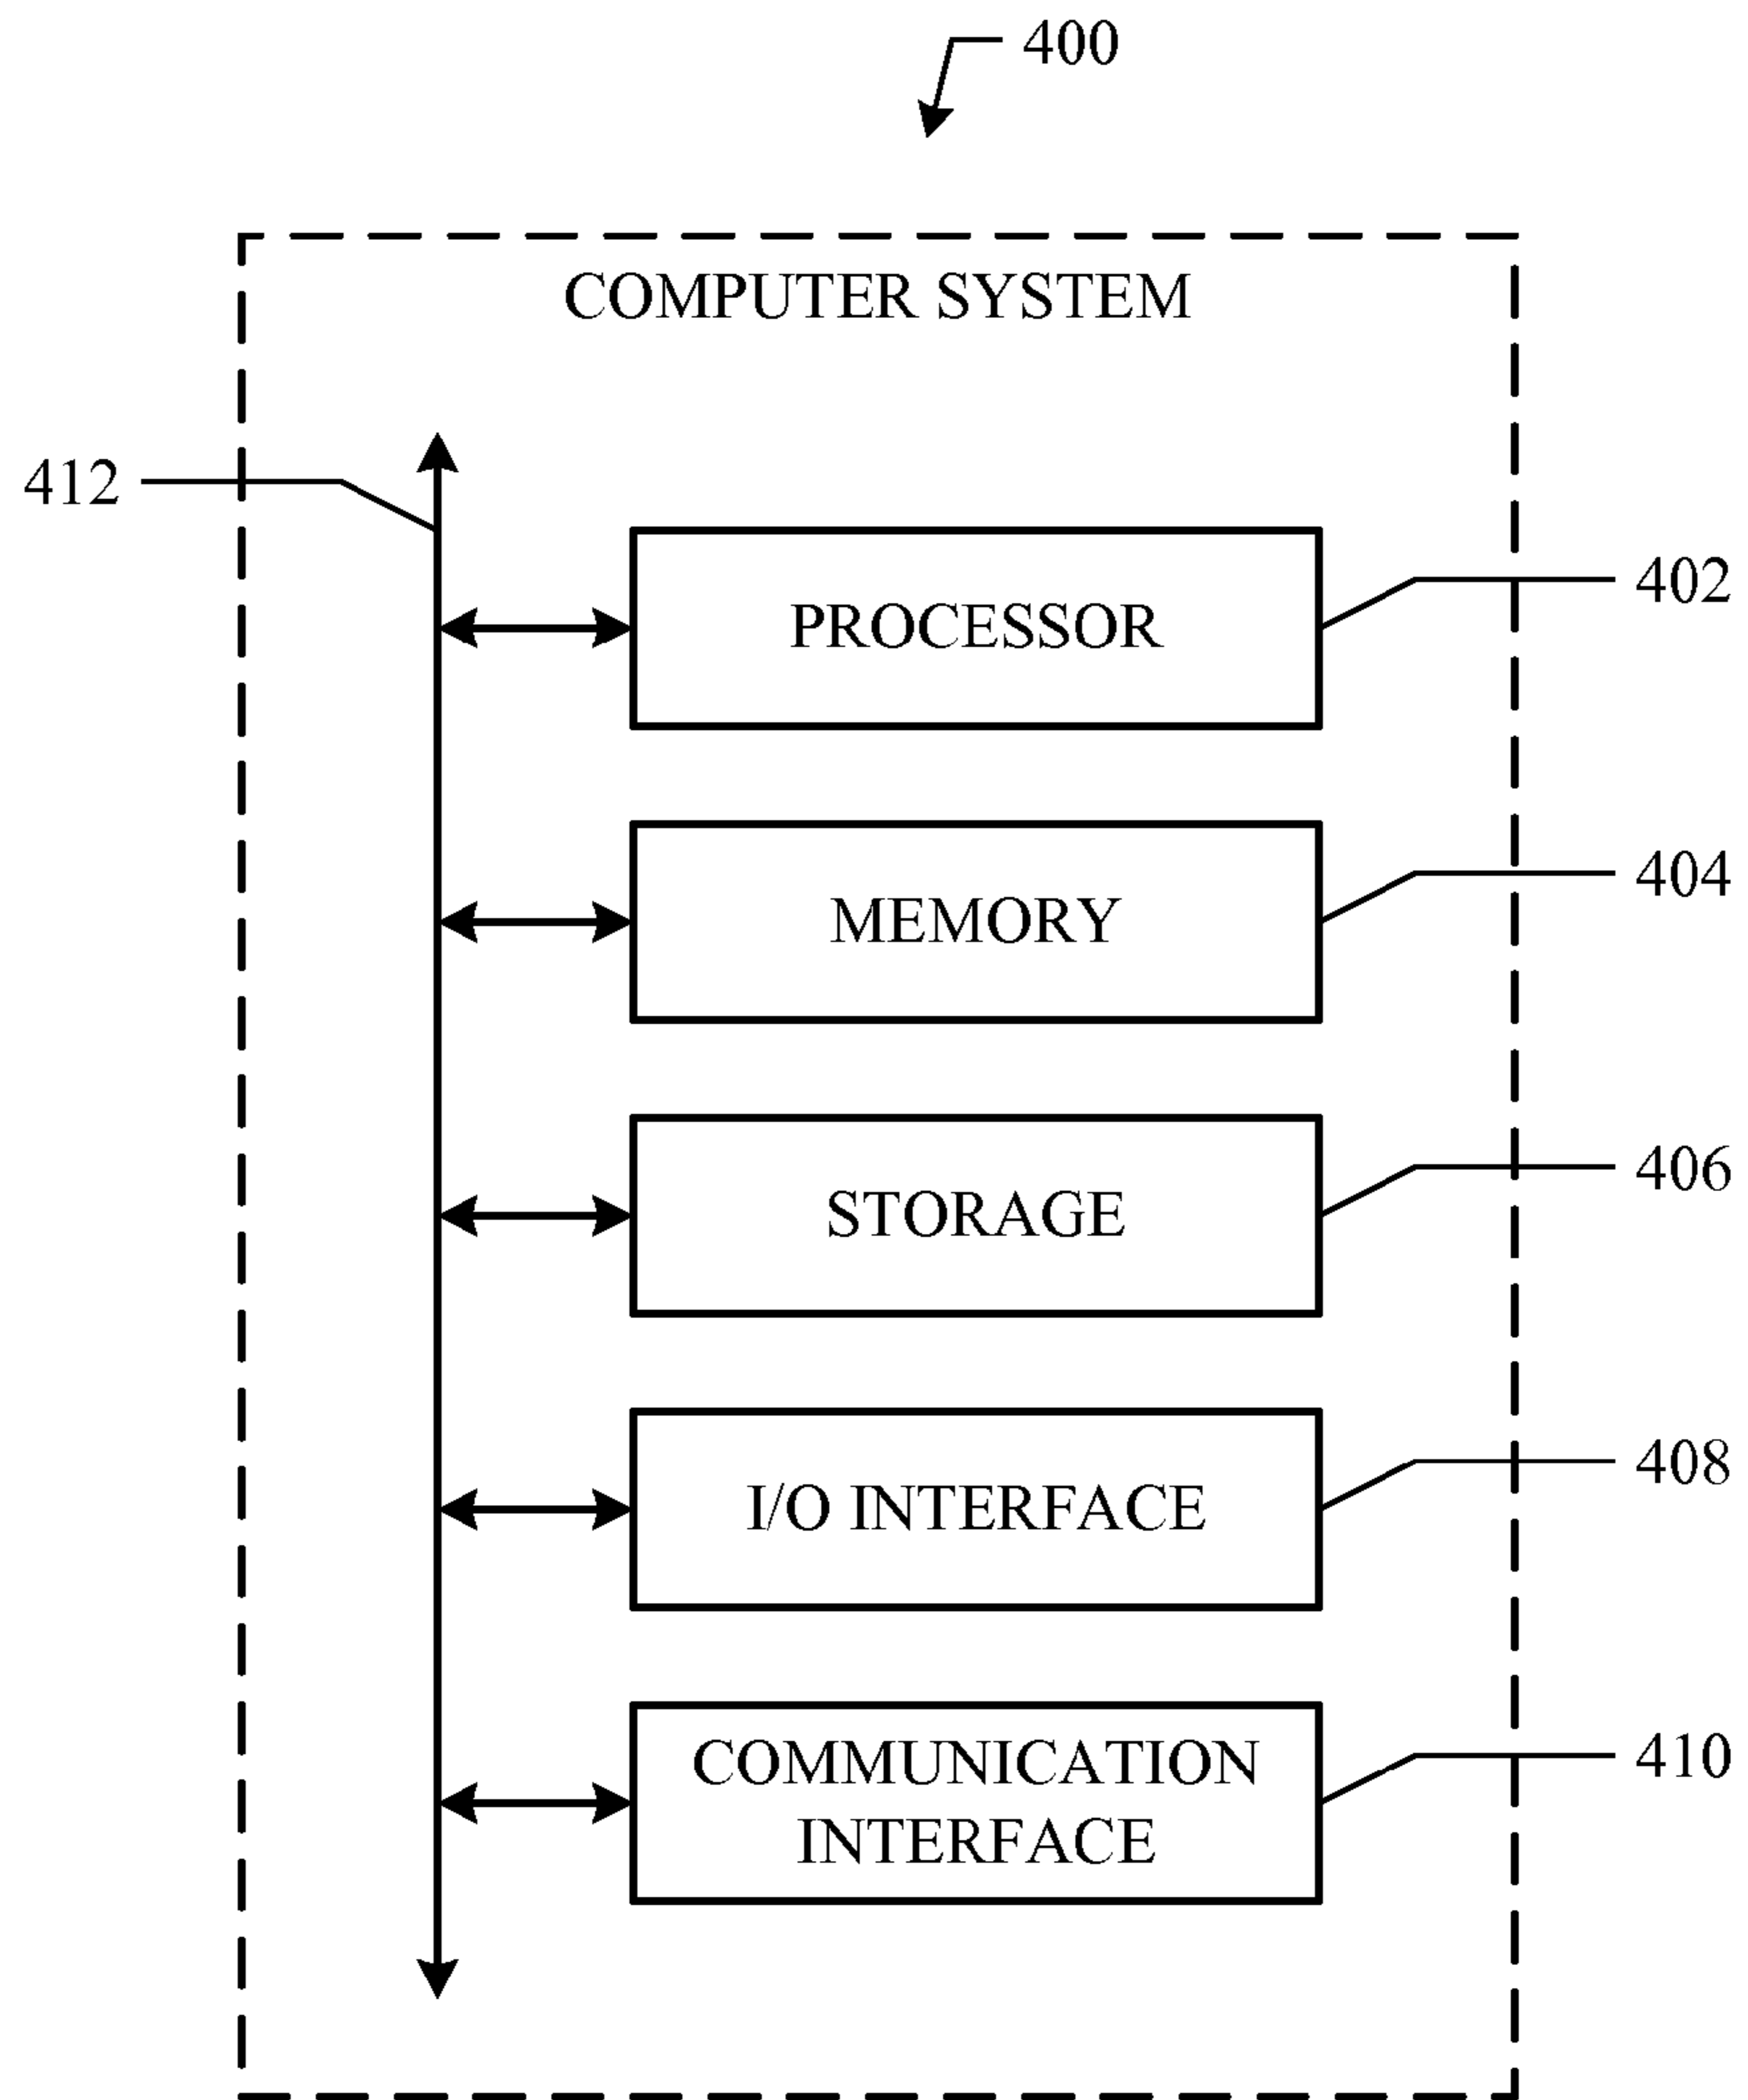 400
COMPUTER SYSTEM
412
PROCESSOR
402
MEMORY
404
STORAGE
406
I/O INTERFACE
408
COMMUNICATION
INTERFACE
410